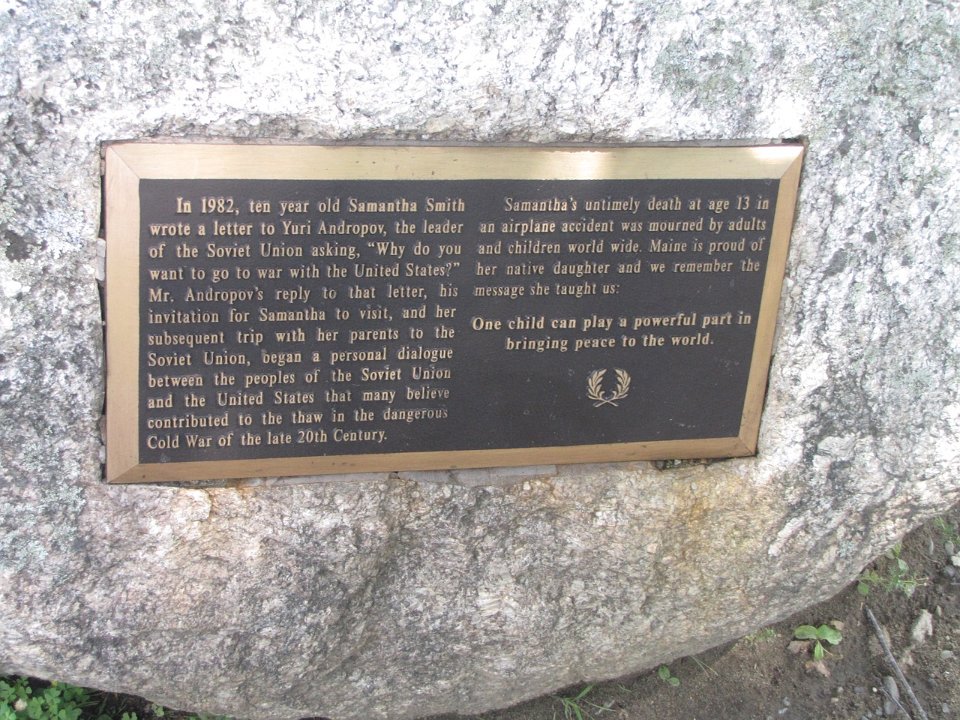 In 1982, ten year old Samantha Smith
wrote a letter to Yuri Andropov, the leader
of the Soviet Union asking, “Why do you
want to go to war with the United States?”
Mr. Andropov's reply to that letter, his
invitation for Samantha to visit, and her
subsequent trip with her parents to the
Soviet Union, began a personal dialogue
between the peoples of the Soviet Union
and the United States that many believe
contributed to the thaw in the dangerous
Cold War of the late 20th Century.
Samantha's untimely death at age 13 in
an airplane accident was mourned by adults
and children world wide. Maine is proud of
her native daughter and we remember the
message she taught us:
One child can play a powerful part in
bringing peace to the world.